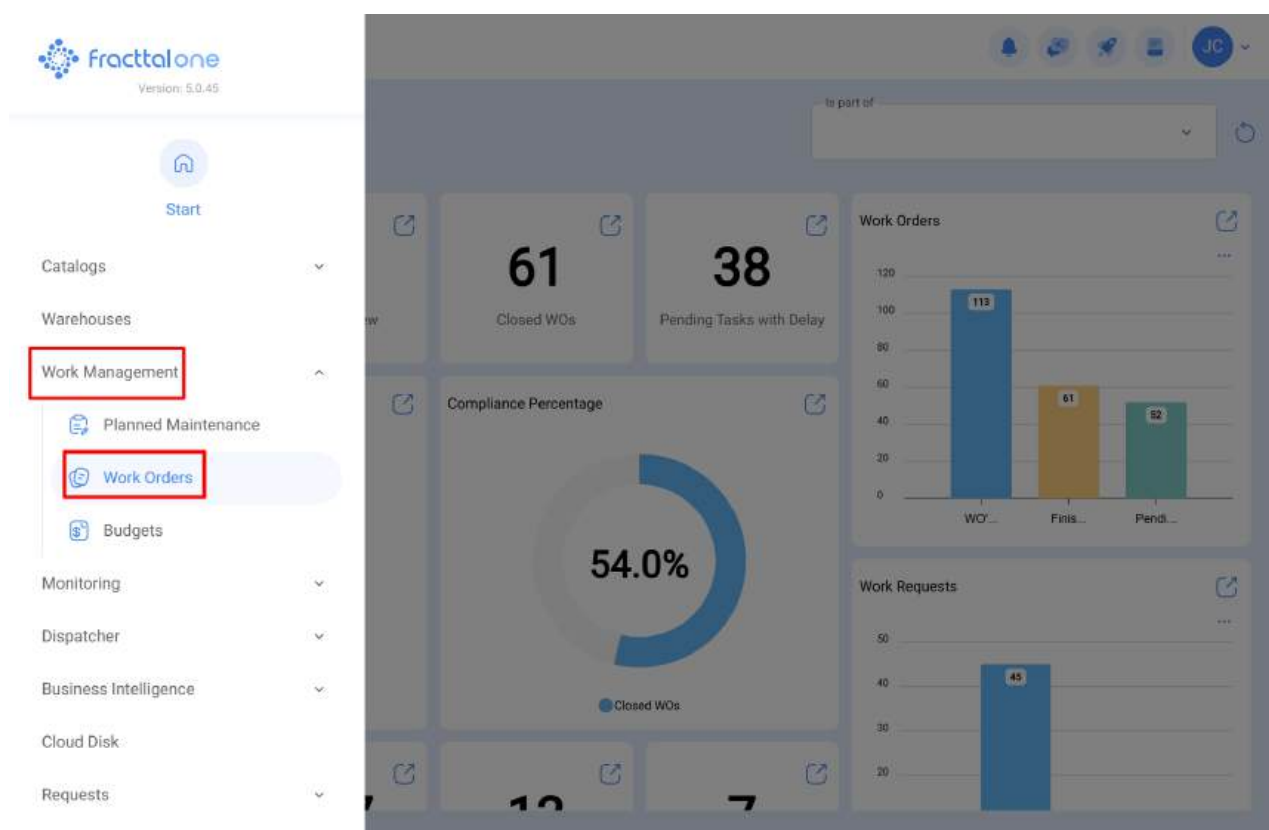 fracttalone
Version: 5.0.45
JC
Is part of
Start
Catalogs
Warehouses
Work Management
Planned Maintenance
Work Orders
Budgets
Monitoring
Dispatcher
Business Intelligence
Cloud Disk
Requests
61
Closed WOs
38
Pending Tasks with Delay
Work Orders
...
120
100
80
60
40
20
0
113
61
52
WO'...
Finis...
Pendi...
Compliance Percentage
54.0%
Closed WOs
Work Requests
...
50
40
30
20
45